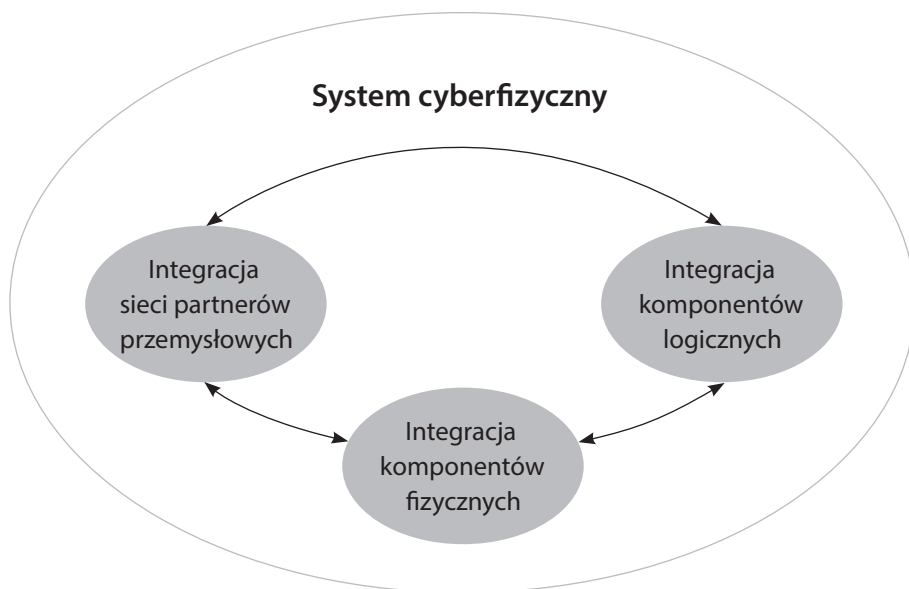 System cyberfizyczny
Integracja
sieci partnerów
przemysłowych
Integracja
komponentów
logicznych
Integracja
komponentów
fizycznych